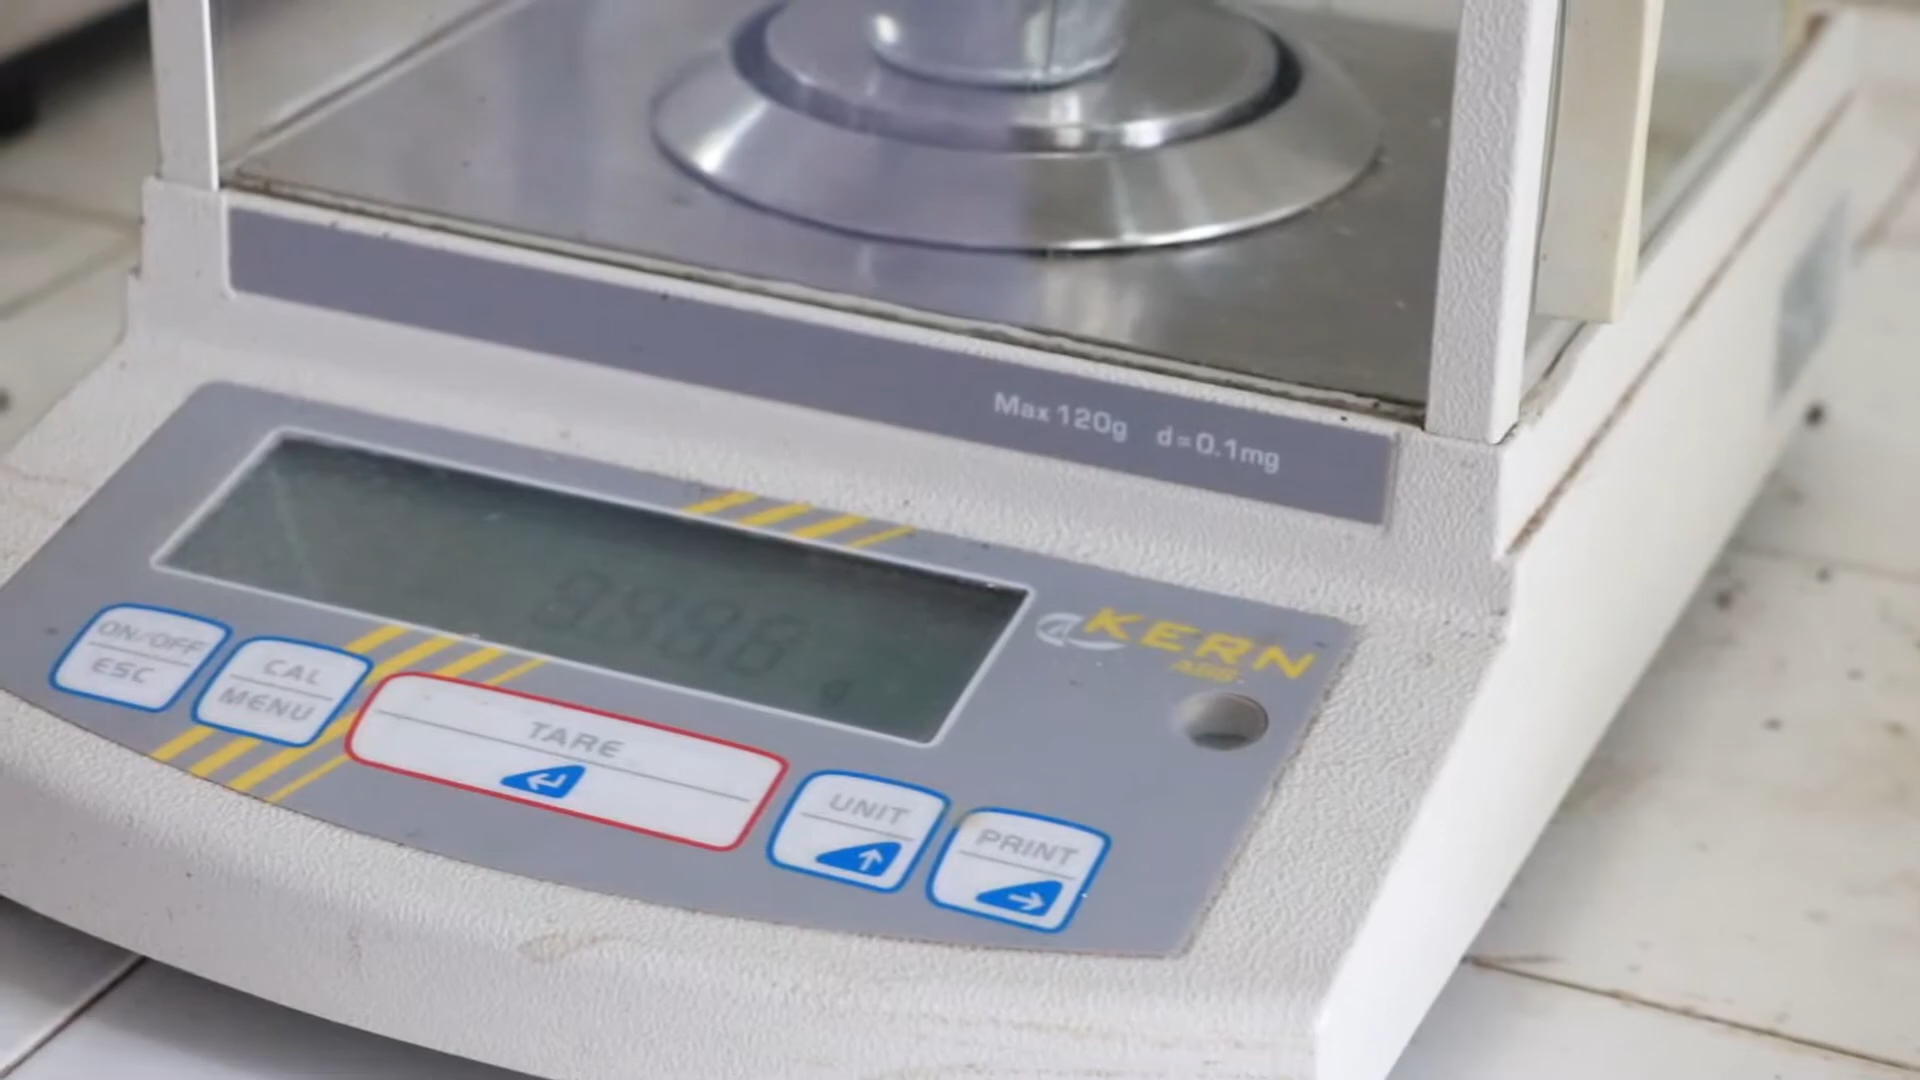 Max 120g d=0.1mg
KERN
ON/OFF
ESC
CAL
MENU
TARE
UNIT
PRINT